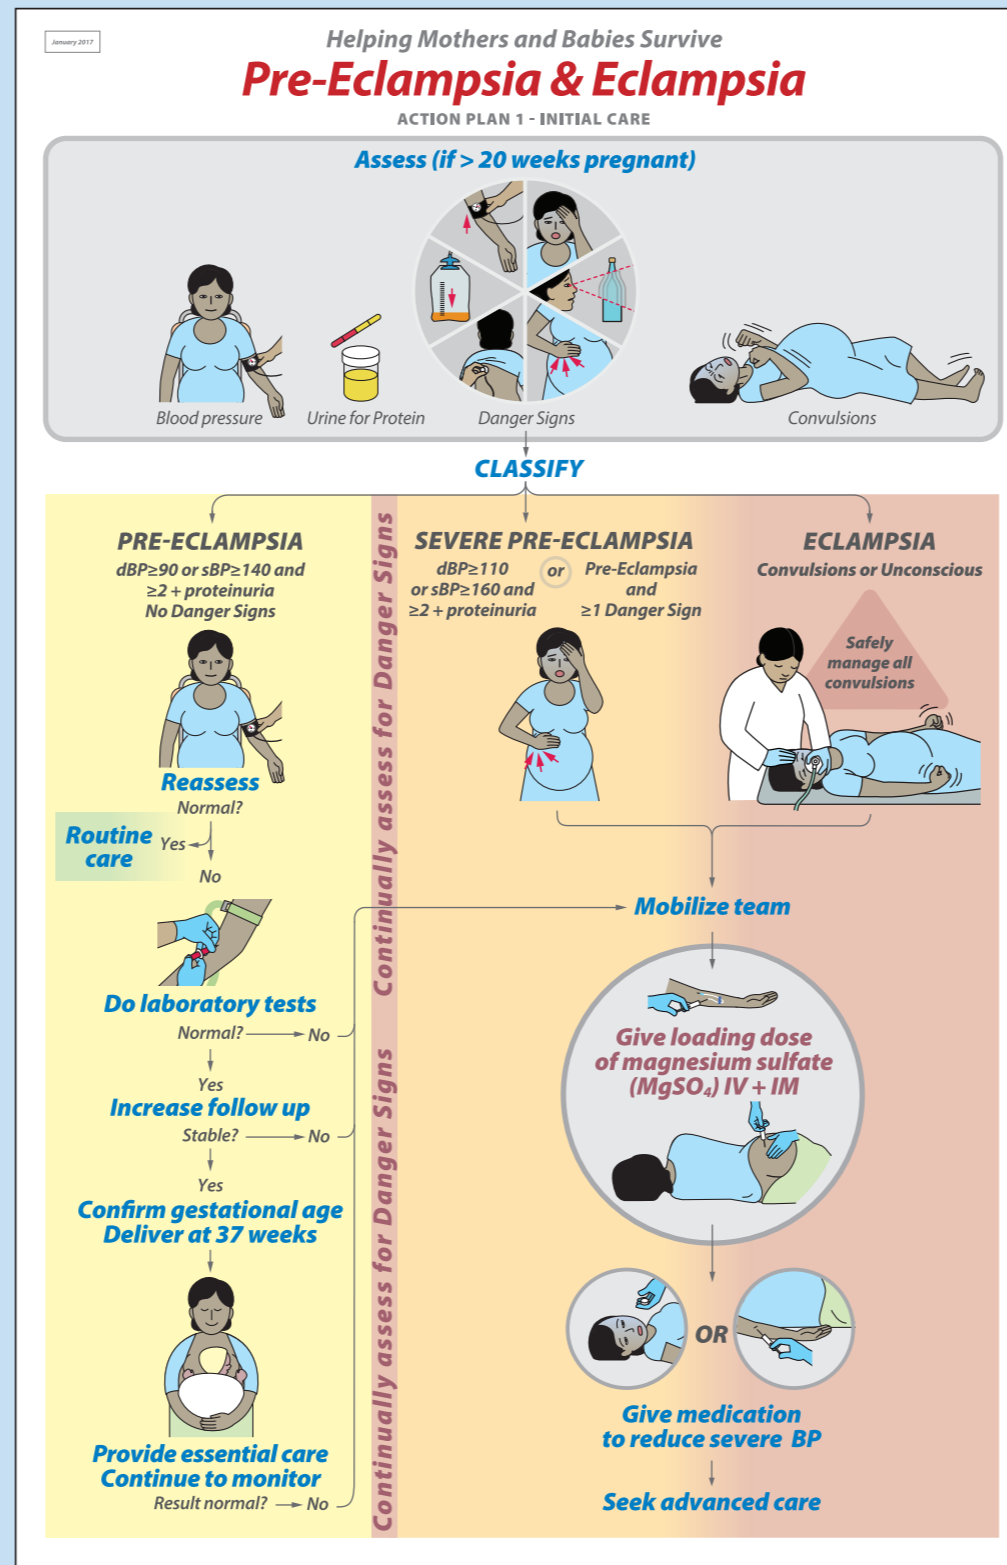 January 2017
Helping Mothers and Babies Survive
Pre-Eclampsia & Eclampsia
ACTION PLAN 1 - INITIAL CARE
Assess (if > 20 weeks pregnant)
Blood pressure
Urine for Protein
Danger Signs
Convulsions
CLASSIFY
PRE-ECLAMPSIA
dBP≥90 or sBP≥140 and
≥2 + proteinuria
No Danger Signs
Reassess
Normal?
Yes
Routine
care
No
Do laboratory tests
Normal?
No
Yes
Increase follow up
Stable?
No
Yes
Confirm gestational age
Deliver at 37 weeks
Provide essential care
Continue to monitor
Result normal?
No
Continually assess for Danger Signs
Continually assess for Danger Signs
SEVERE PRE-ECLAMPSIA
dBP≥110
or sBP≥160 and
≥2 + proteinuria
or
Pre-Eclampsia
and
≥1 Danger Sign
ECLAMPSIA
Convulsions or Unconscious
Safely
manage all
convulsions
Mobilize team
Give loading dose
of magnesium sulfate
(MgSO₄) IV + IM
OR
Give medication
to reduce severe BP
Seek advanced care